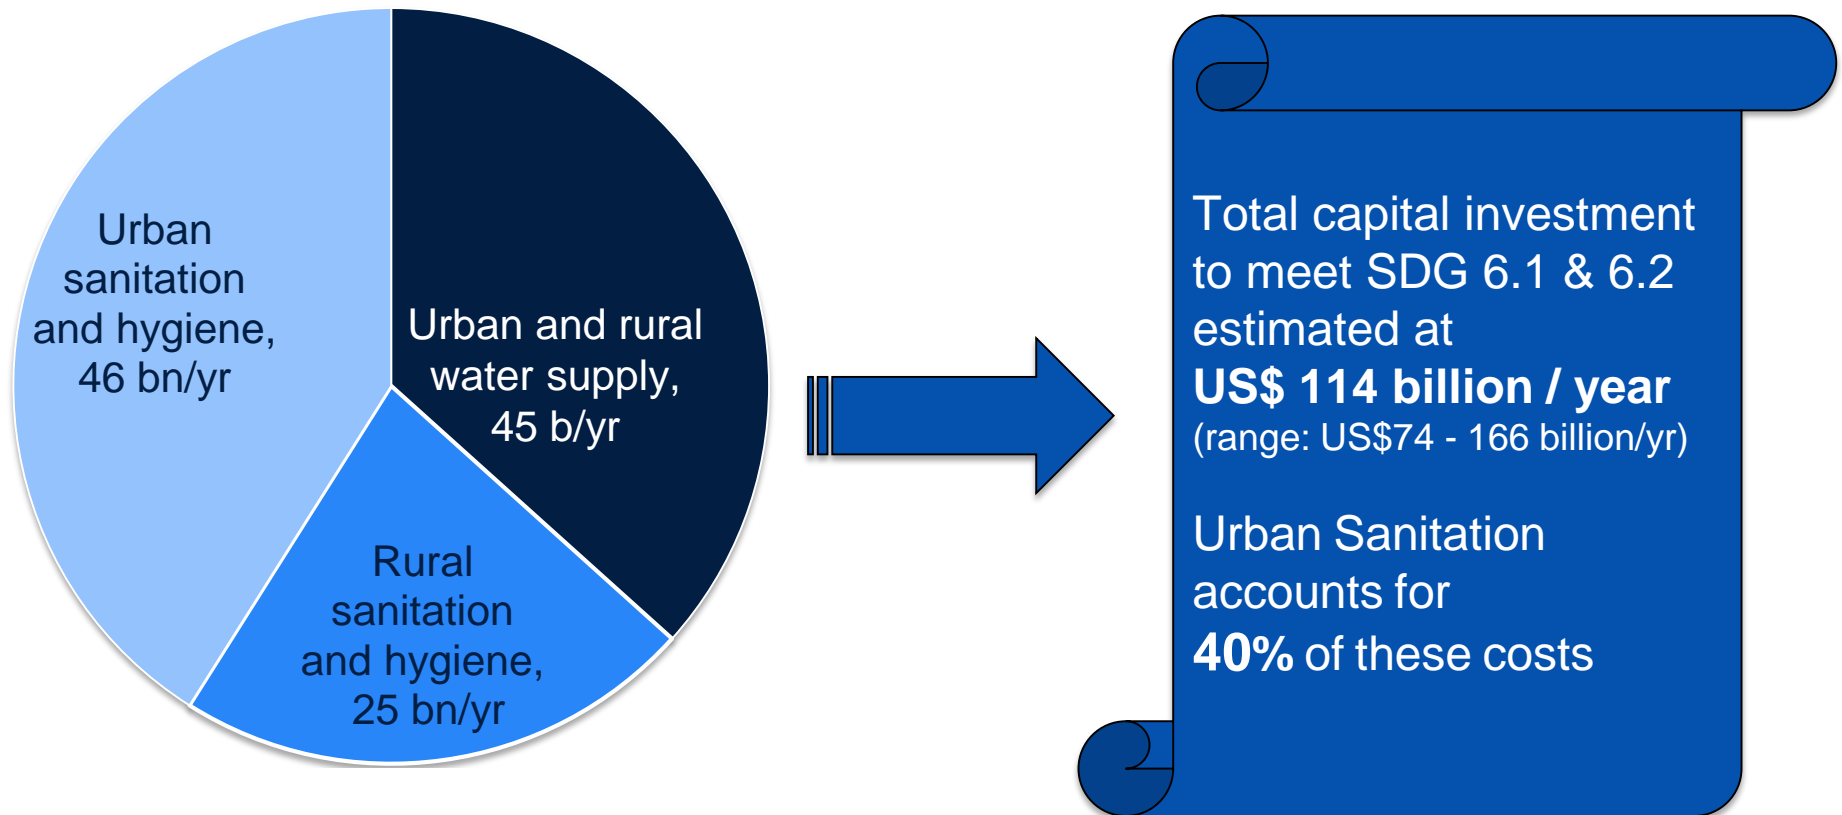 Urban
sanitation
and hygiene,
46 bn/yr
Urban and rural
water supply,
45 b/yr
Rural
sanitation
and hygiene,
25 bn/yr
Total capital investment
to meet SDG 6.1 & 6.2
estimated at
US$ 114 billion / year
(range: US$74 - 166 billion/yr)
Urban Sanitation
accounts for
40% of these costs